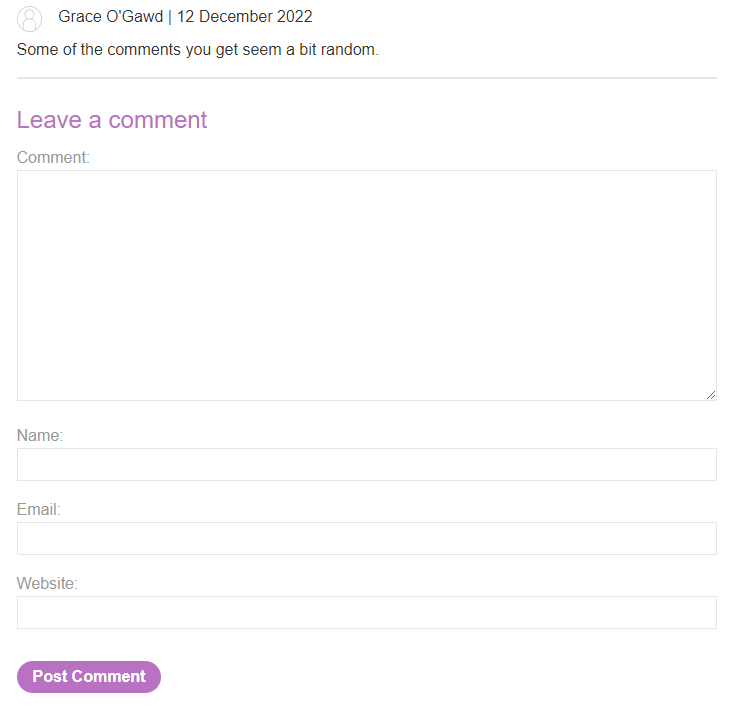 Grace O'Gawd | 12 December 2022
Some of the comments you get seem a bit random.
Leave a comment
Comment:
Name:
Email:
Website:
Post Comment